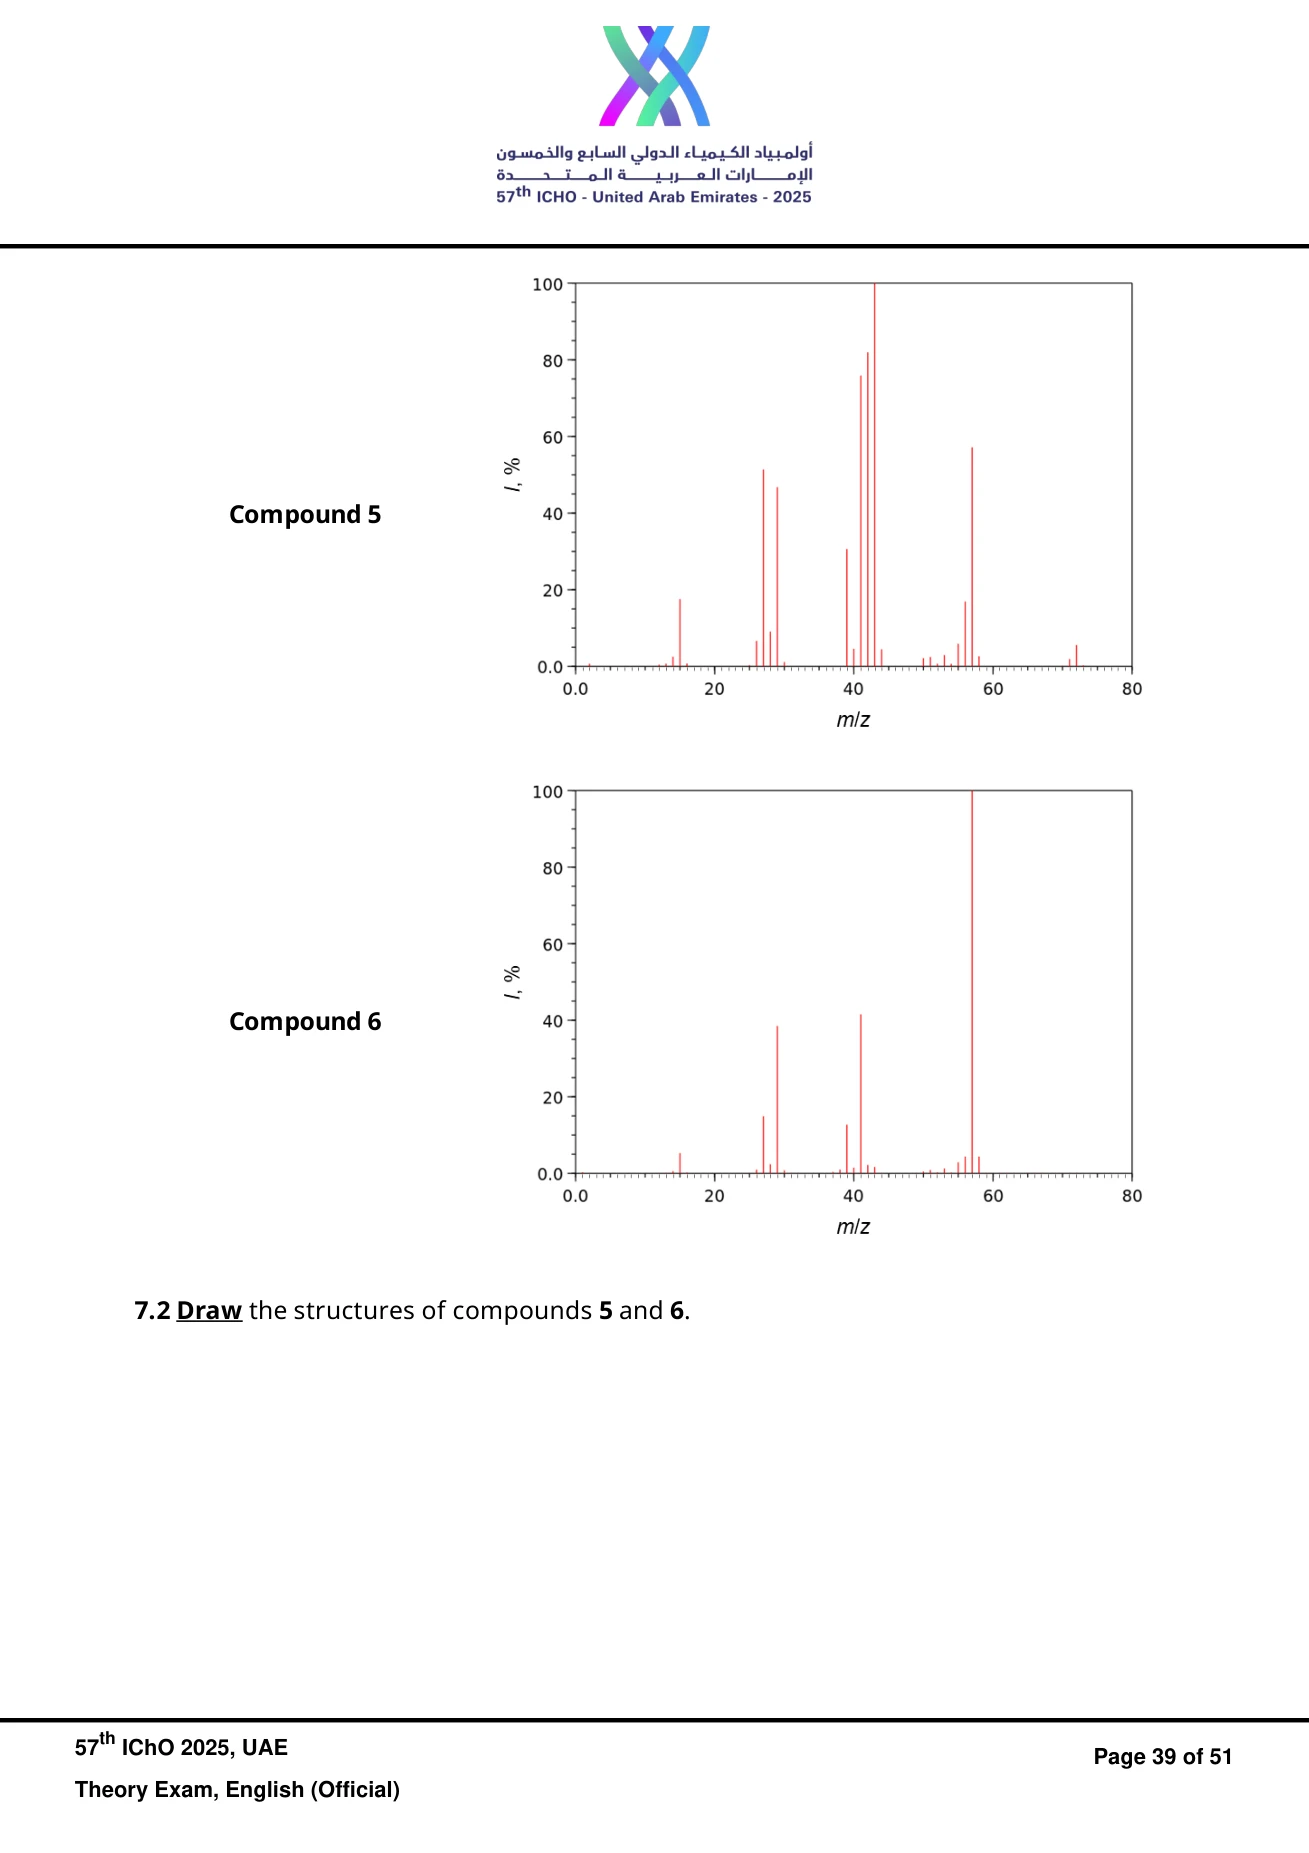 أولمبياد الكيمياء الدولي السابع والخمسون
الإمـــارات العـــربيـــة المـــتـــحـــدة
57th ICHO - United Arab Emirates - 2025
100
80
60
I, %
Compound 5
40
20
0.0
0.0 20 40 60 80
m/z
100
80
60
I, %
Compound 6
40
20
0.0
0.0 20 40 60 80
m/z
7.2 Draw the structures of compounds 5 and 6.
57th IChO 2025, UAE
Page 39 of 51
Theory Exam, English (Official)